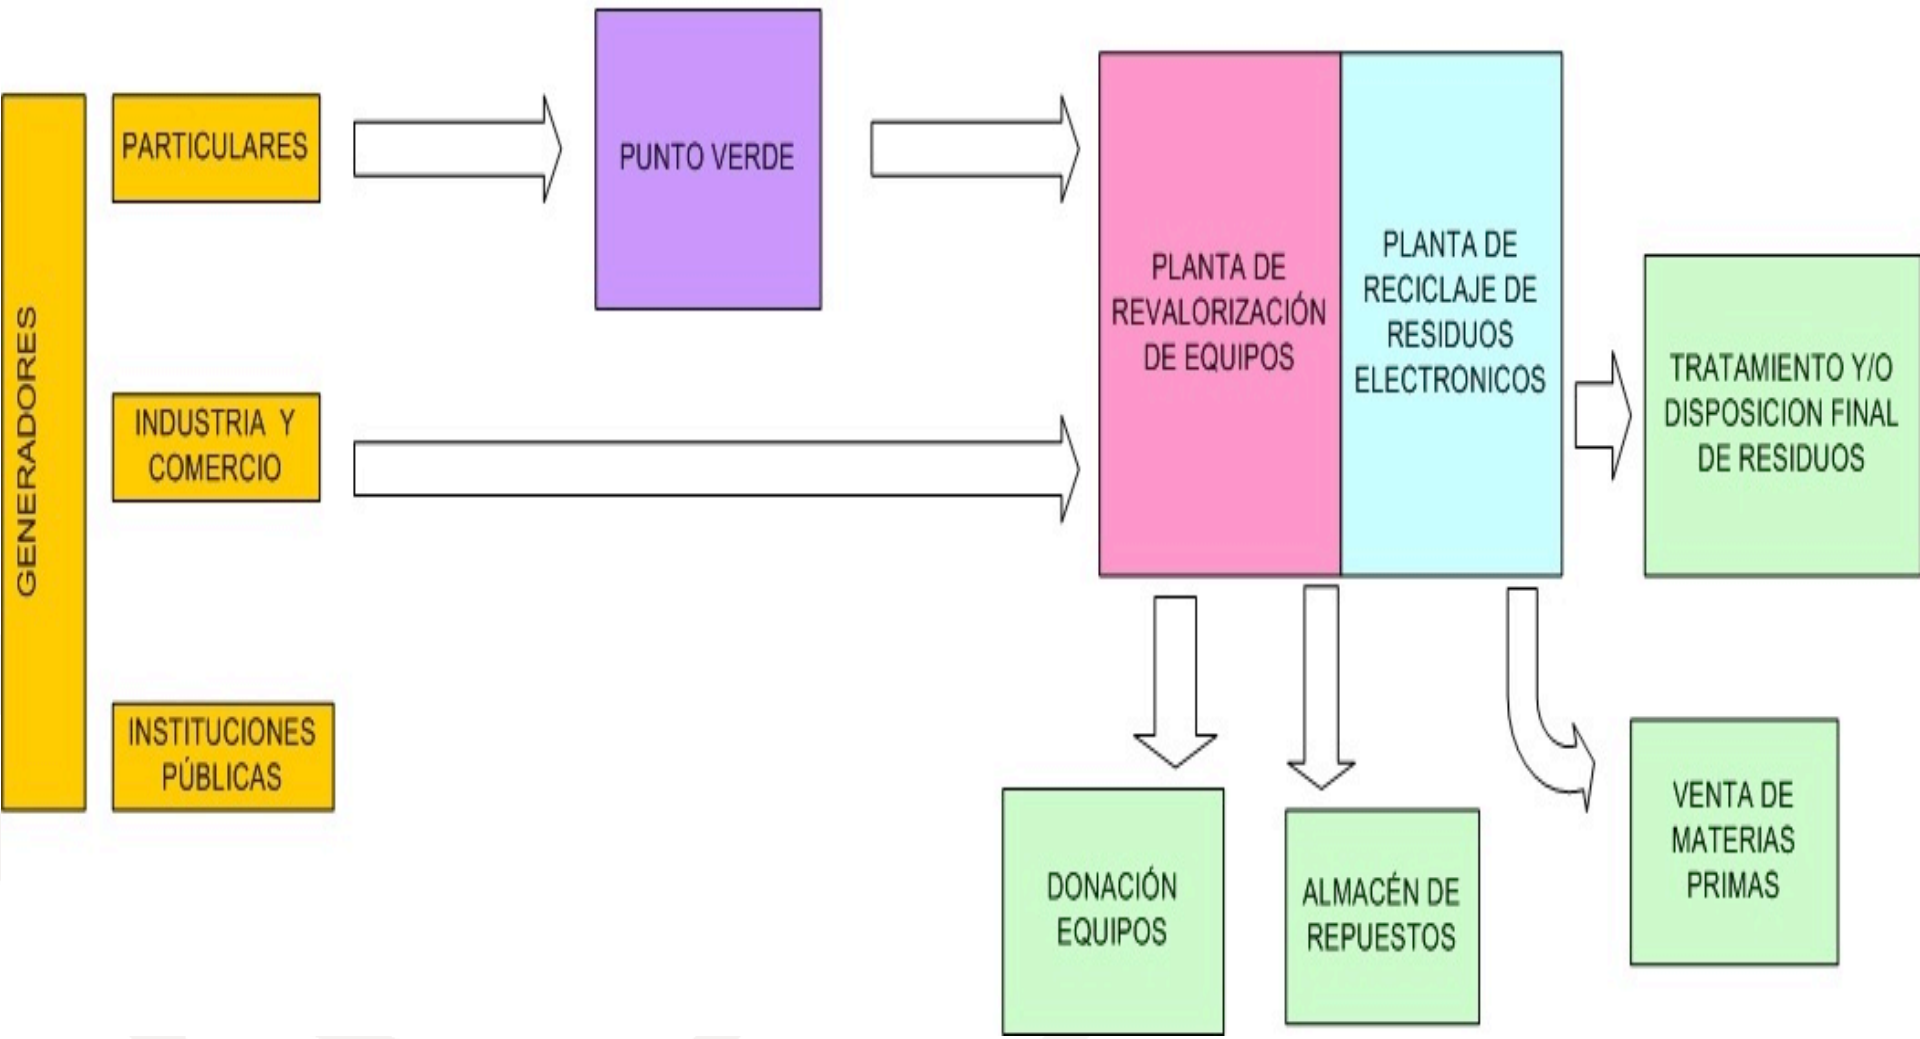 GENERADORES
PARTICULARES
PUNTO VERDE
INDUSTRIA Y
COMERCIO
INSTITUCIONES
PÚBLICAS
PLANTA DE
REVALORIZACIÓN
DE EQUIPOS
PLANTA DE
RECICLAJE DE
RESIDUOS
ELECTRONICOS
TRATAMIENTO Y/O
DISPOSICION FINAL
DE RESIDUOS
DONACIÓN
EQUIPOS
ALMACÉN DE
REPUESTOS
VENTA DE
MATERIAS
PRIMAS